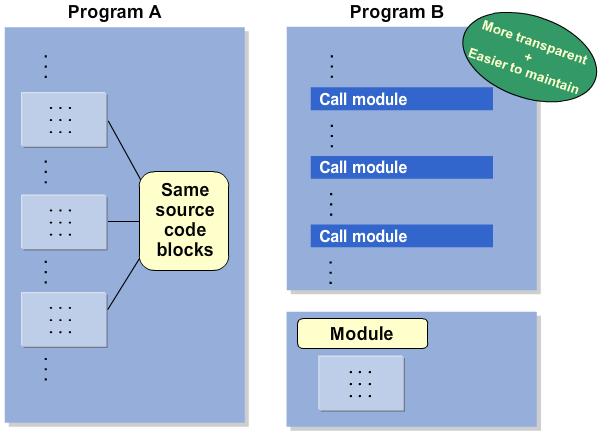 Program A
Same
source
code
blocks
Program B
More transparent
+
Easier to maintain
Call module
Call module
Call module
Module